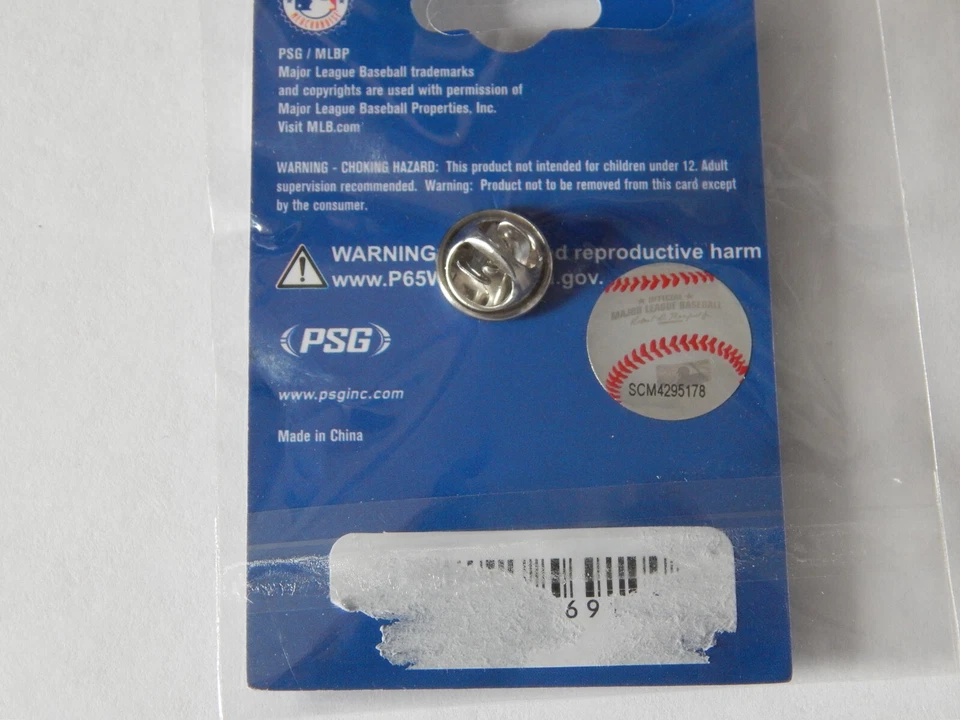 MERCHANDISE
PSG / MLBP
Major League Baseball trademarks
and copyrights are used with permission of
Major League Baseball Properties, Inc.
Visit MLB.com
WARNING - CHOKING HAZARD: This product not intended for children under 12. Adult
supervision recommended. Warning: Product not to be removed from this card except
by the consumer.
WARNING d reproductive harm
www.P65W a.gov.
OFFICIAL
MAJOR LEAGUE BASEBALL
PSG
SCM4295178
www.psginc.com
Made in China
69